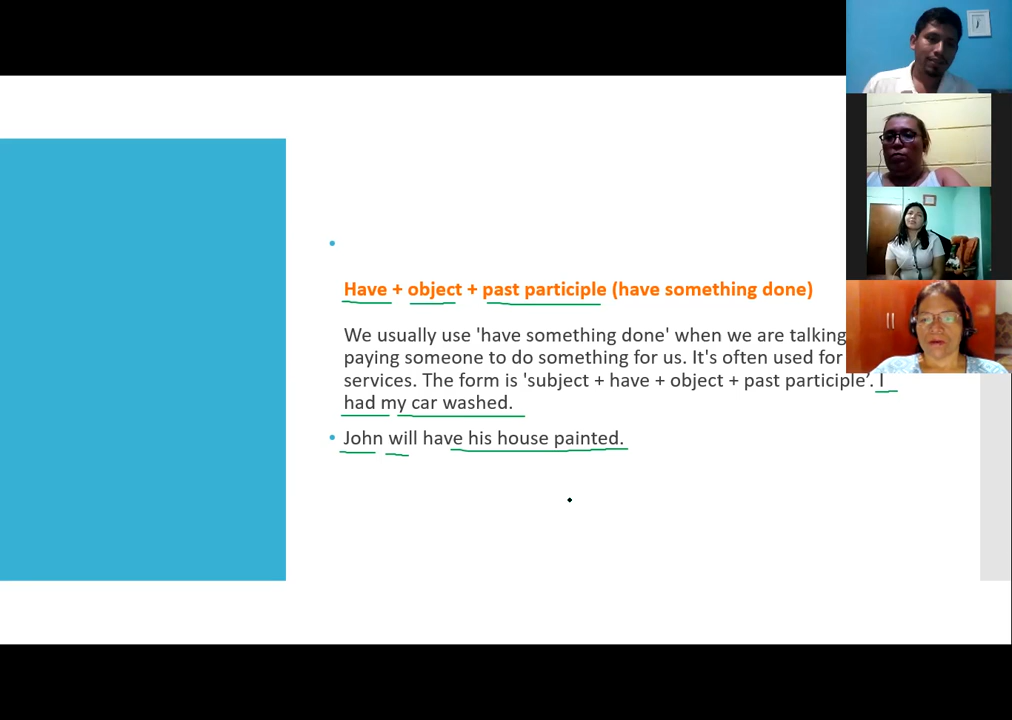 Have + object + past participle (have something done)
We usually use 'have something done' when we are talking
paying someone to do something for us. It's often used for
services. The form is 'subject + have + object + past participle'. I
had my car washed.
• John will have his house painted.